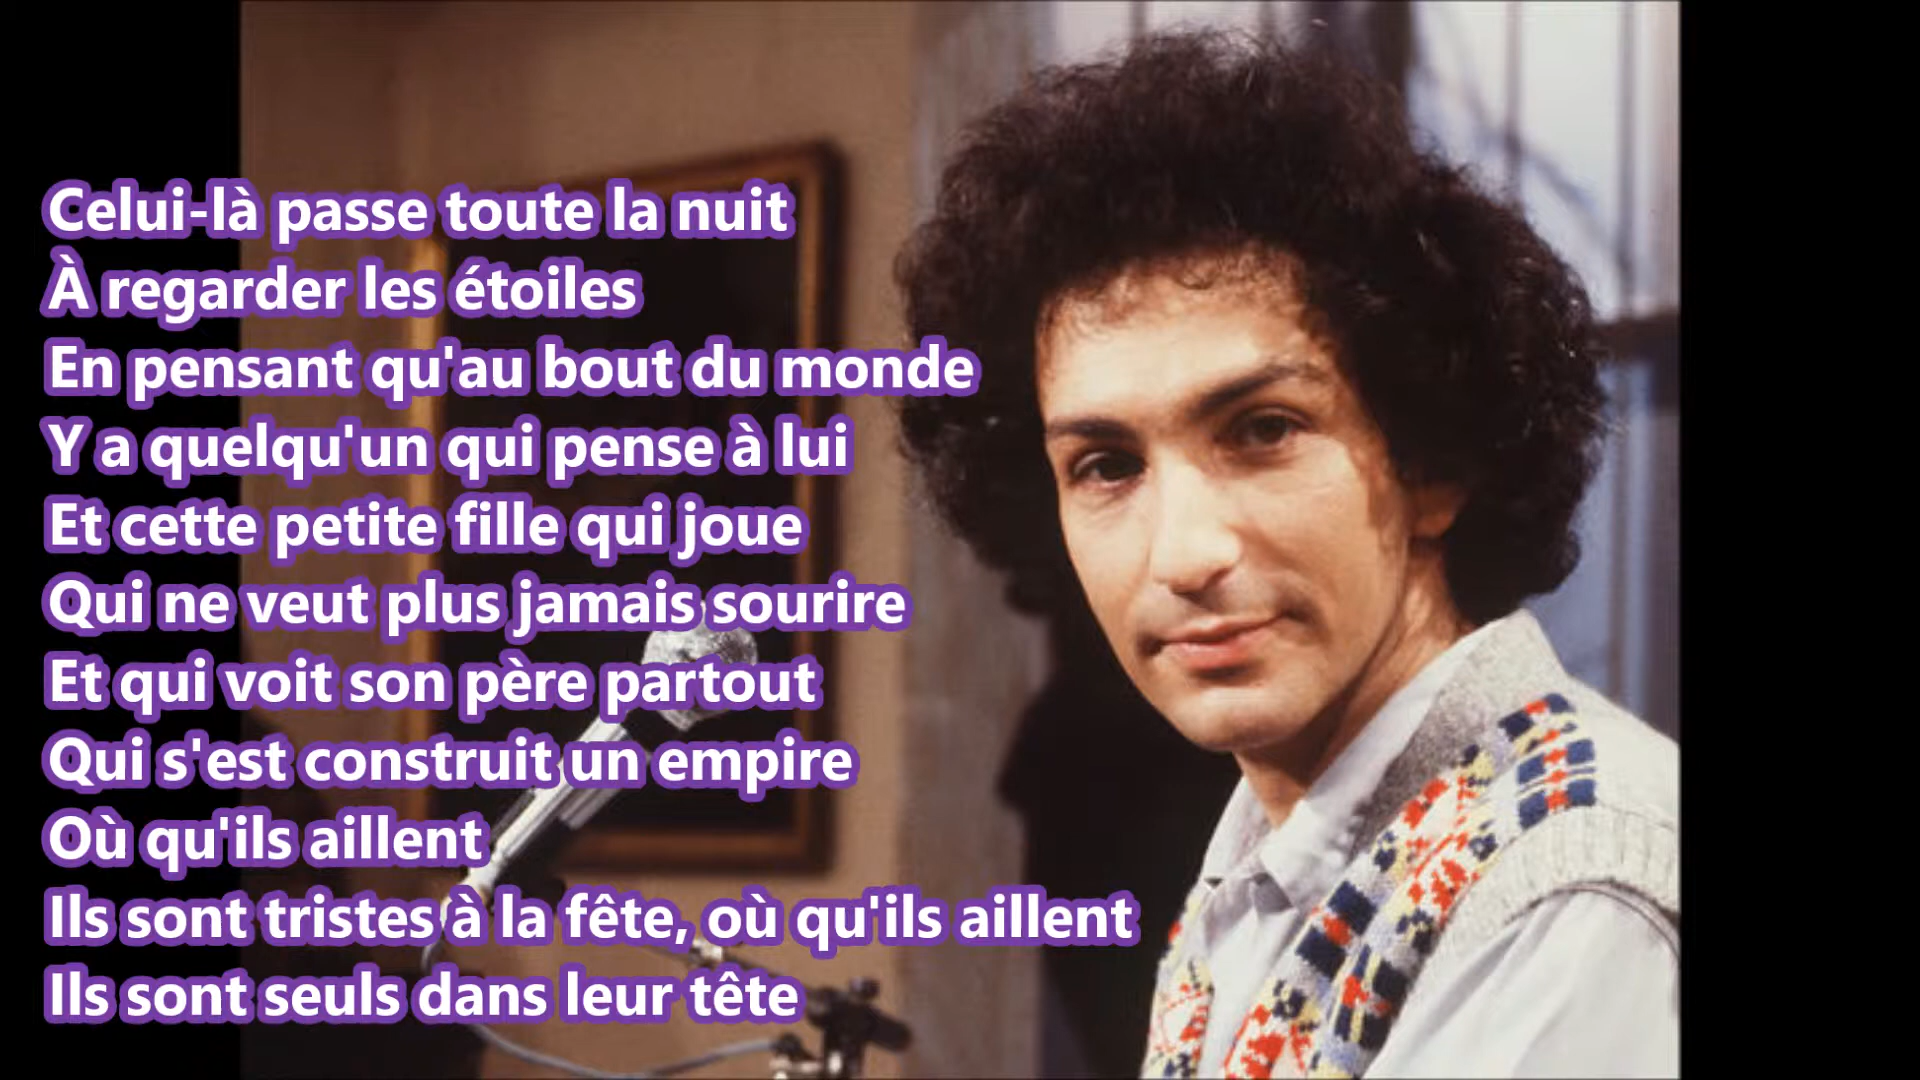 Celui-là passe toute la nuit
À regarder les étoiles
En pensant qu'au bout du monde
Y a quelqu'un qui pense à lui
Et cette petite fille qui joue
Qui ne veut plus jamais sourire
Et qui voit son père partout
Qui s'est construit un empire
Où qu'ils aillent
Ils sont tristes à la fête, où qu'ils aillent
Ils sont seuls dans leur tête